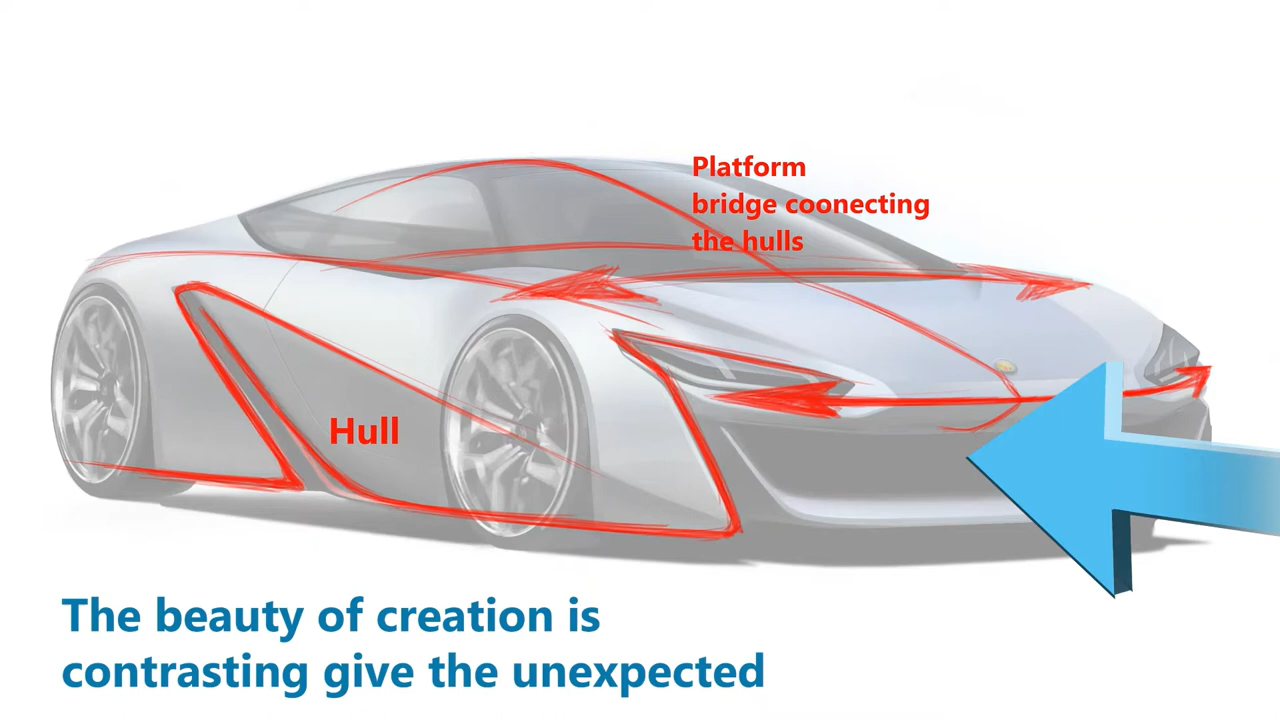 Platform
bridge coonecting
the hulls
Hull
The beauty of creation is
contrasting give the unexpected